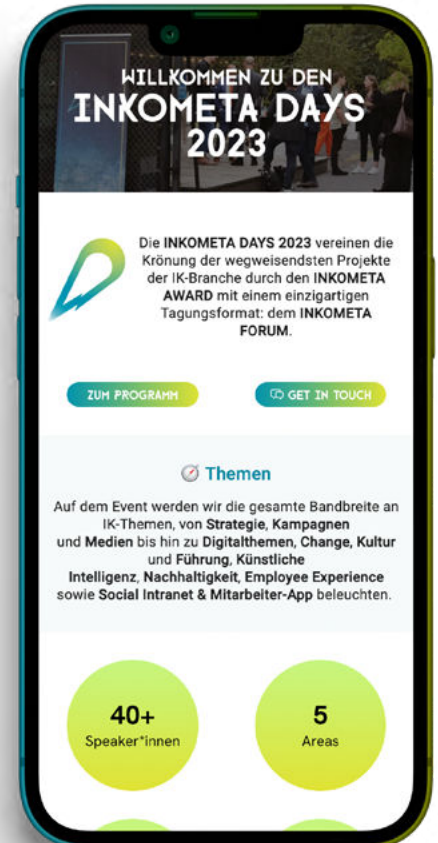 WILLKOMMEN ZU DEN
INKOMETA DAYS
2023
Die INKOMETA DAYS 2023 vereinen die
Krönung der wegweisendsten Projekte
der IK-Branche durch den INKOMETA
AWARD mit einem einzigartigen
Tagungsformat: dem INKOMETA
FORUM.
ZUM PROGRAMM
GET IN TOUCH
Themen
Auf dem Event werden wir die gesamte Bandbreite an
IK-Themen, von Strategie, Kampagnen
und Medien bis hin zu Digitalthemen, Change, Kultur
und Führung, Künstliche
Intelligenz, Nachhaltigkeit, Employee Experience
sowie Social Intranet & Mitarbeiter-App beleuchten.
40+
Speaker*innen
5
Areas